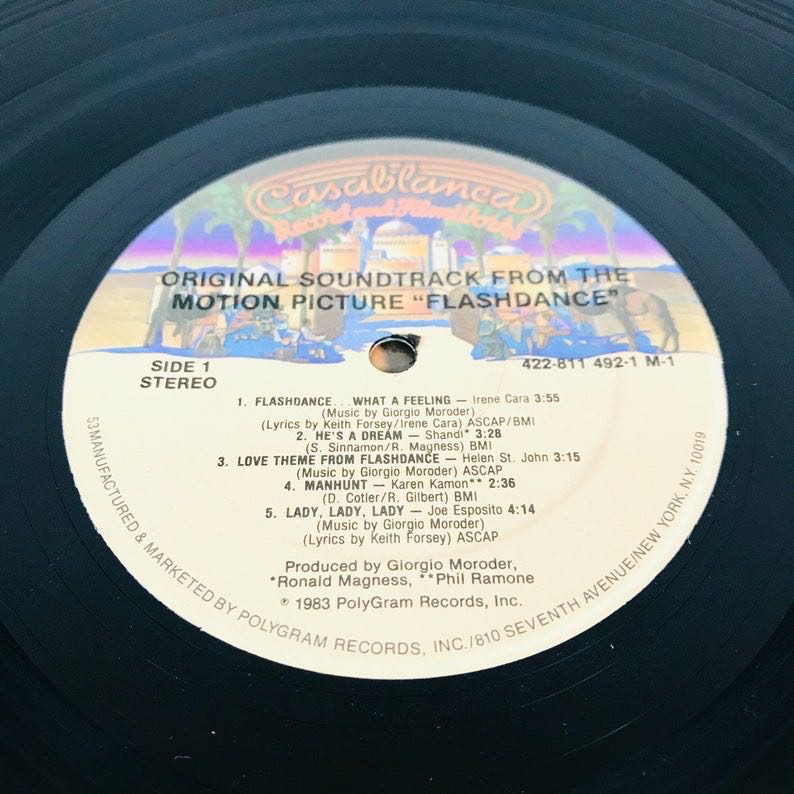 Casablanca
Record and FilmWorks
ORIGINAL SOUNDTRACK FROM THE
MOTION PICTURE "FLASHDANCE"
SIDE 1
STEREO
422-811 492-1 M-1
1. FLASHDANCE...WHAT A FEELING — Irene Cara 3:55
(Music by Giorgio Moroder)
(Lyrics by Keith Forsey/Irene Cara) ASCAP/BMI
2. HE'S A DREAM — Shandi* 3:28
(S. Sinnamon/R. Magness) BMI
3. LOVE THEME FROM FLASHDANCE — Helen St. John 3:15
(Music by Giorgio Moroder) ASCAP
4. MANHUNT — Karen Kamon** 2:36
(D. Cotler/R. Gilbert) BMI
5. LADY, LADY, LADY — Joe Esposito 4:14
(Music by Giorgio Moroder)
(Lyrics by Keith Forsey) ASCAP
Produced by Giorgio Moroder,
*Ronald Magness, **Phil Ramone
℗ 1983 PolyGram Records, Inc.
53 MANUFACTURED & MARKETED BY POLYGRAM RECORDS, INC./810 SEVENTH AVENUE/NEW YORK, N.Y. 10019